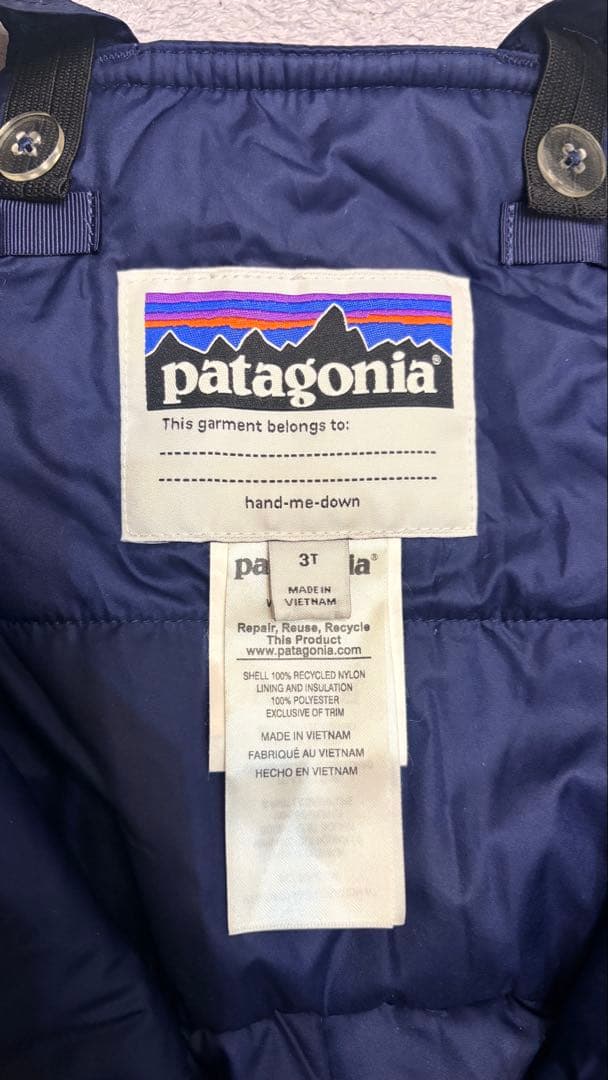 patagonia®
This garment belongs to:
hand-me-down
3T
MADE IN
VIETNAM
Repair, Reuse, Recycle
This Product
www.patagonia.com
SHELL 100% RECYCLED NYLON
LINING AND INSULATION
100% POLYESTER
EXCLUSIVE OF TRIM
MADE IN VIETNAM
FABRIQUÉ AU VIETNAM
HECHO EN VIETNAM